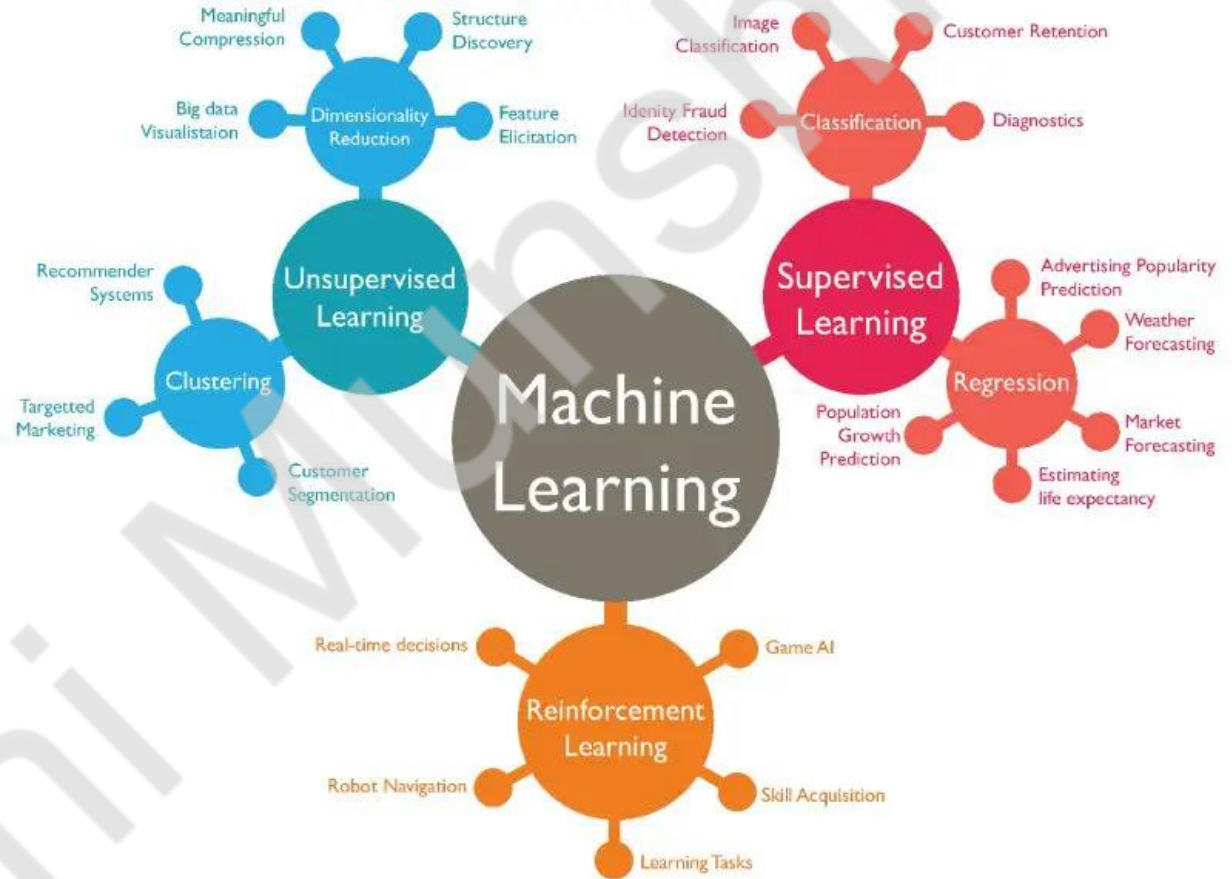 Meaningful
Compression
Structure
Discovery
Big data
Visualistaion
Dimensionality
Reduction
Feature
Elicitation
Unsupervised
Learning
Recommender
Systems
Clustering
Targetted
Marketing
Customer
Segmentation
Image
Classification
Customer Retention
Idenity Fraud
Detection
Classification
Diagnostics
Supervised
Learning
Advertising Popularity
Prediction
Weather
Forecasting
Regression
Population
Growth
Prediction
Market
Forecasting
Estimating
life expectancy
Machine
Learning
Real-time decisions
Game AI
Reinforcement
Learning
Robot Navigation
Skill Acquisition
Learning Tasks